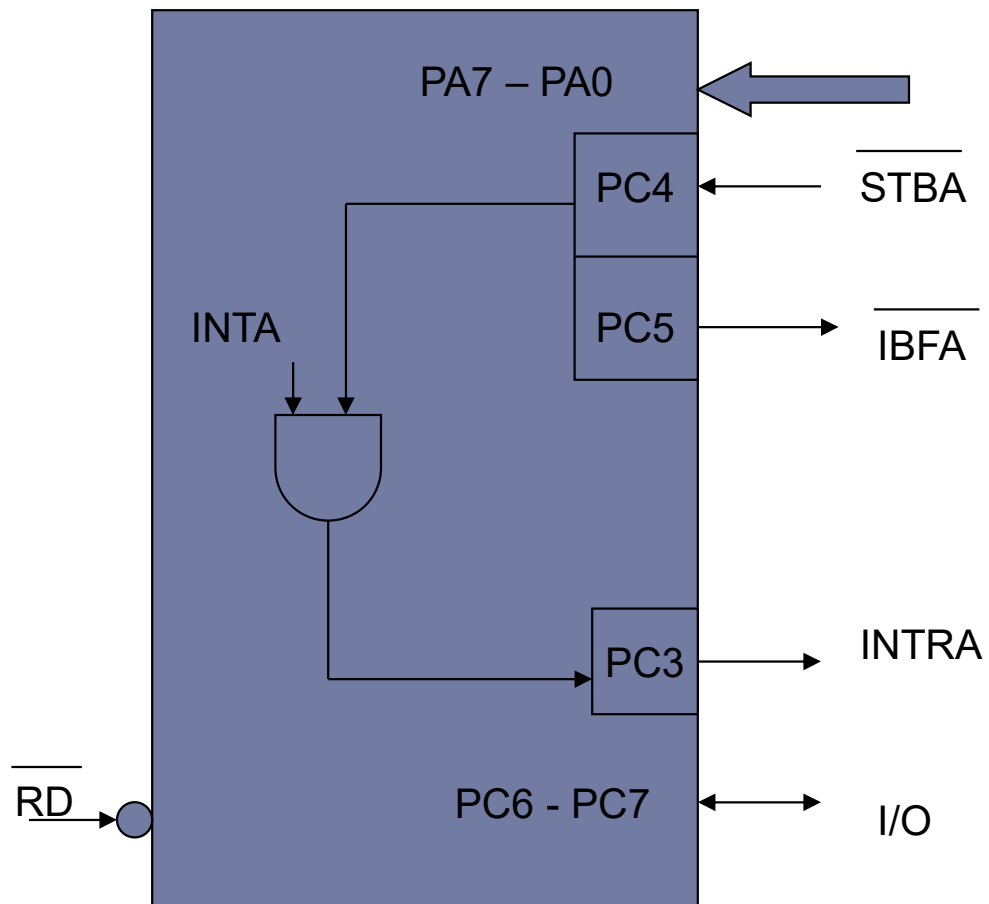 PA7 – PA0
PC4
STBA
PC5
IBFA
INTA
PC3
INTRA
RD
PC6 - PC7
I/O